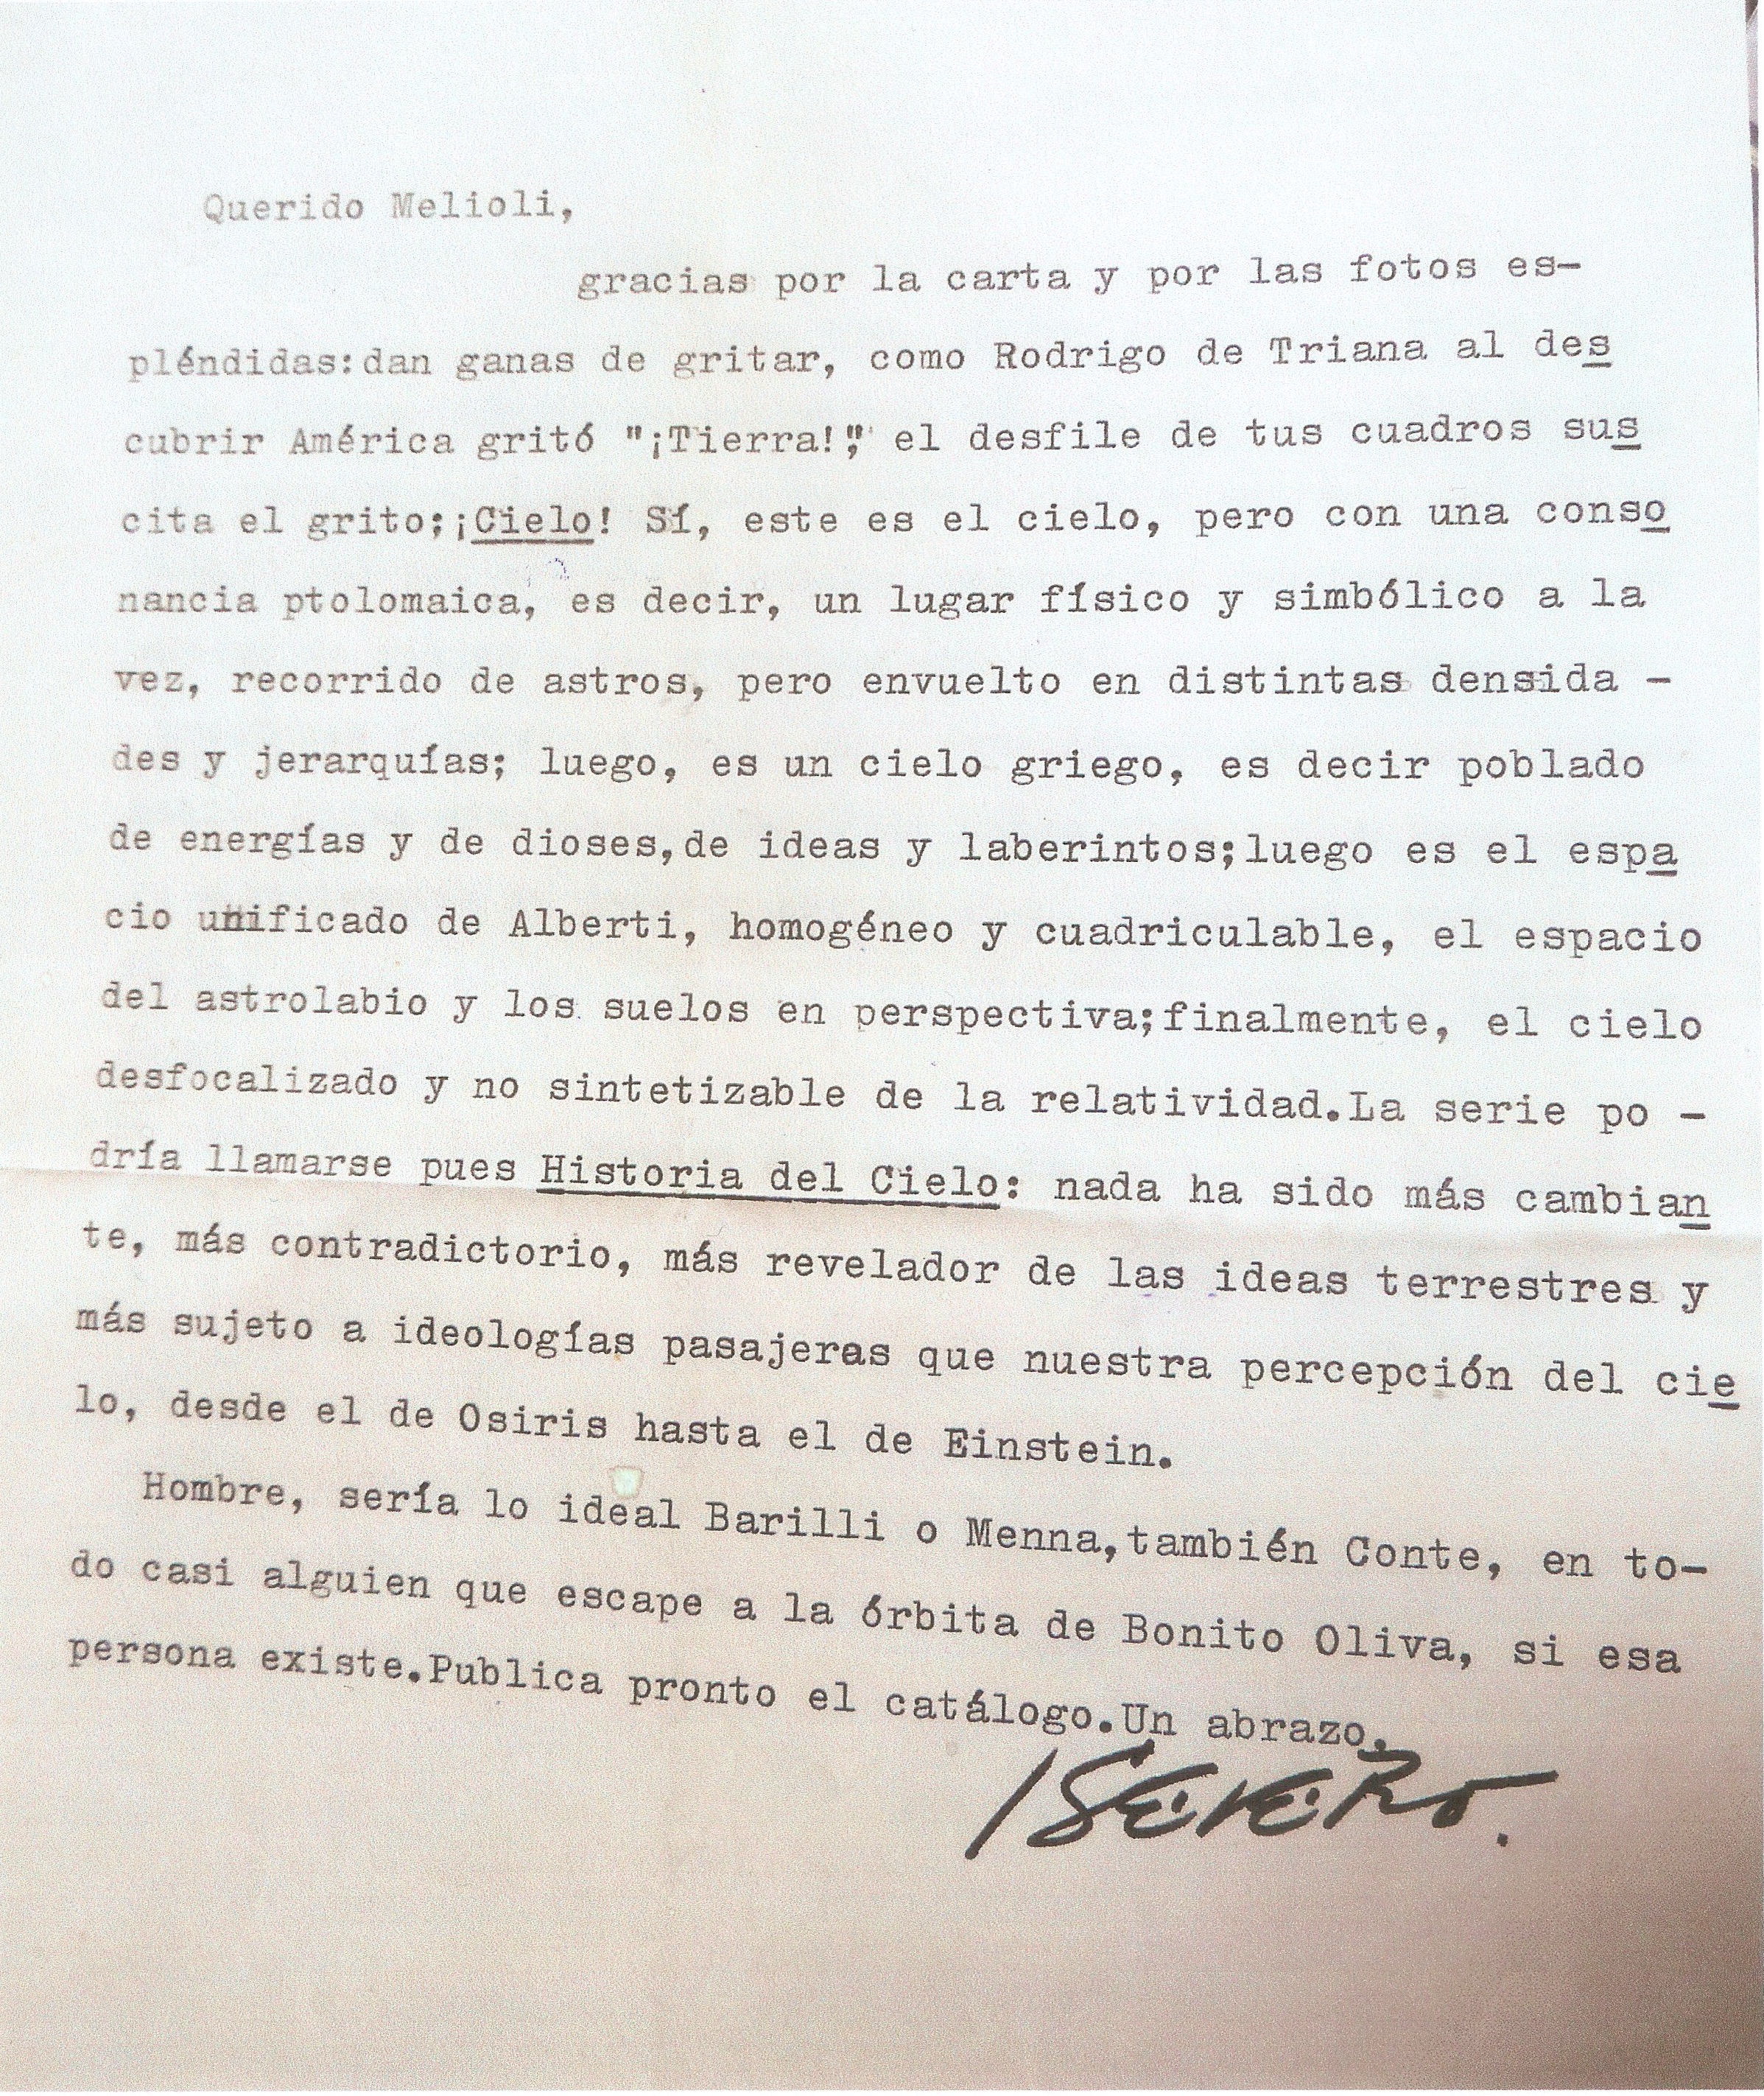 Querido Melioli,
gracias por la carta y por las fotos es-
pléndidas:dan ganas de gritar, como Rodrigo de Triana al des
cubrir América gritó "¡Tierra!", el desfile de tus cuadros sus
cita el grito:¡Cielo! Sí, este es el cielo, pero con una conso
nancia ptolomaica, es decir, un lugar físico y simbólico a la
vez, recorrido de astros, pero envuelto en distintas densida -
des y jerarquías; luego, es un cielo griego, es decir poblado
de energías y de dioses,de ideas y laberintos;luego es el espa
cio unificado de Alberti, homogéneo y cuadriculable, el espacio
del astrolabio y los suelos en perspectiva;finalmente, el cielo
desfocalizado y no sintetizable de la relatividad.La serie po -
dría llamarse pues Historia del Cielo: nada ha sido más cambian
te, más contradictorio, más revelador de las ideas terrestres y
más sujeto a ideologías pasajeras que nuestra percepción del cie
lo, desde el de Osiris hasta el de Einstein.
Hombre, sería lo ideal Barilli o Menna,también Conte, en to-
do casi alguien que escape a la órbita de Bonito Oliva, si esa
persona existe.Publica pronto el catálogo.Un abrazo.
Severo.